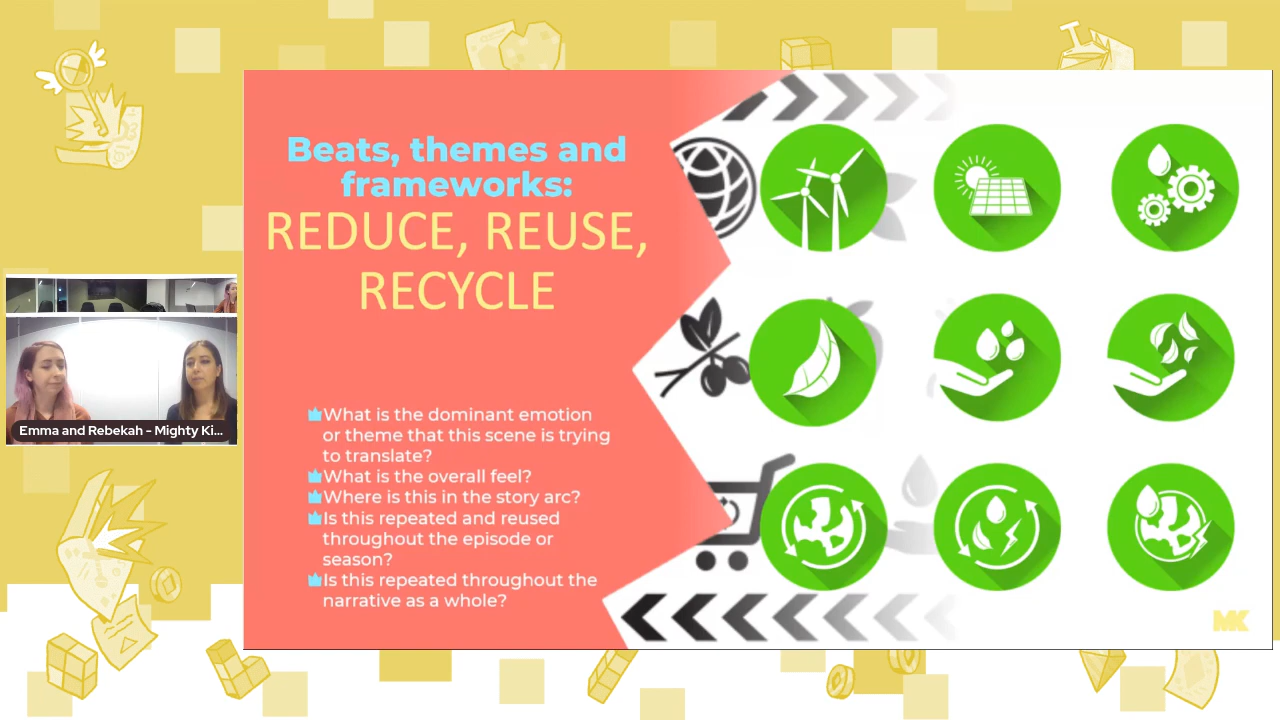 Beats, themes and
frameworks:
REDUCE, REUSE,
RECYCLE
What is the dominant emotion
or theme that this scene is trying
to translate?
What is the overall feel?
Where is this in the story arc?
Is this repeated and reused
throughout the episode or
season?
Is this repeated throughout the
narrative as a whole?
Emma and Rebekah - Mighty Ki...
MK